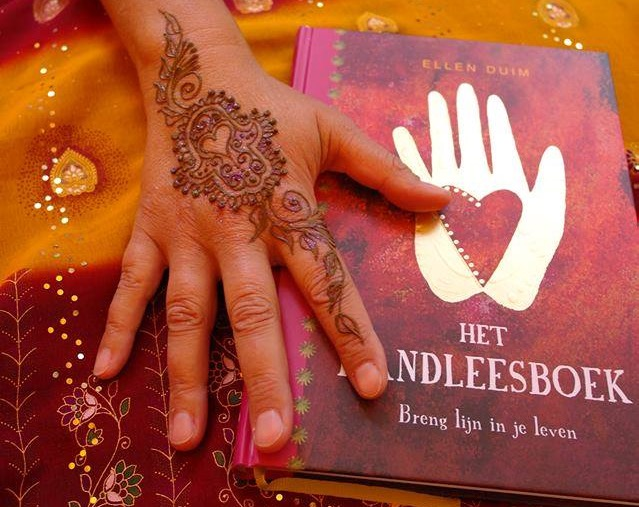 ELLEN DUIM
HET
ANDLEESBOEK
Breng lijn in je leven